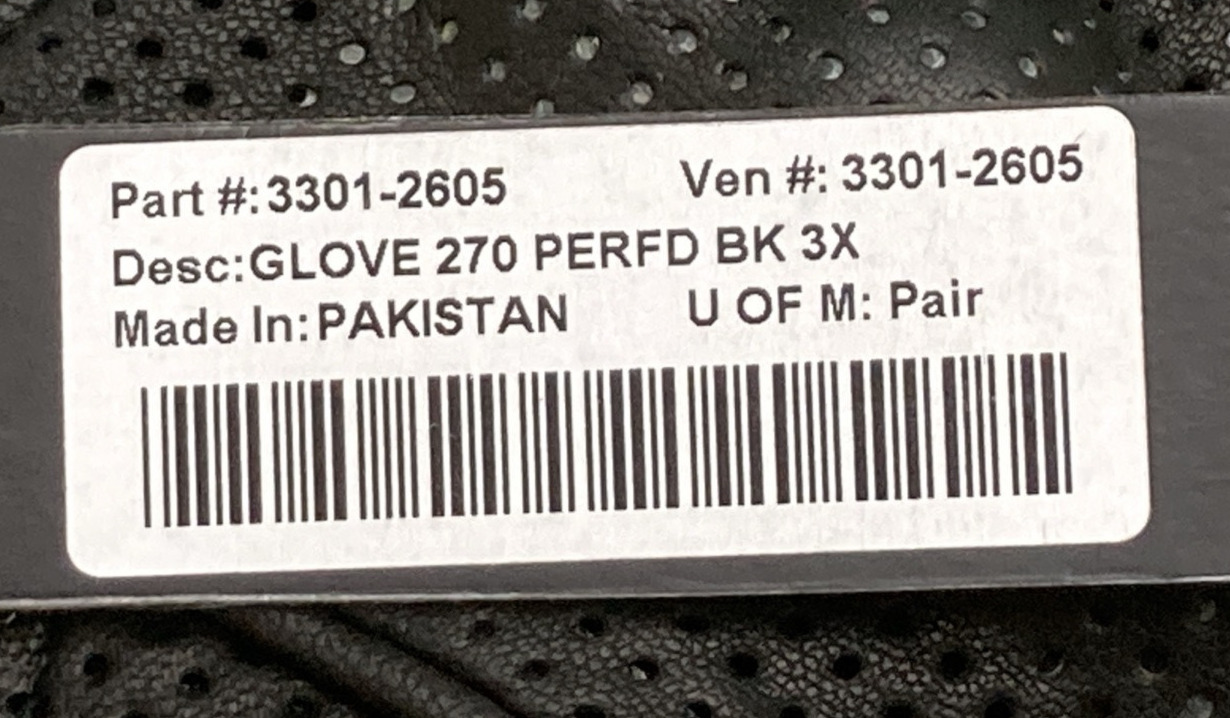 Part #:3301-2605 Ven #: 3301-2605
Desc:GLOVE 270 PERFD BK 3X
Made In:PAKISTAN U OF M: Pair